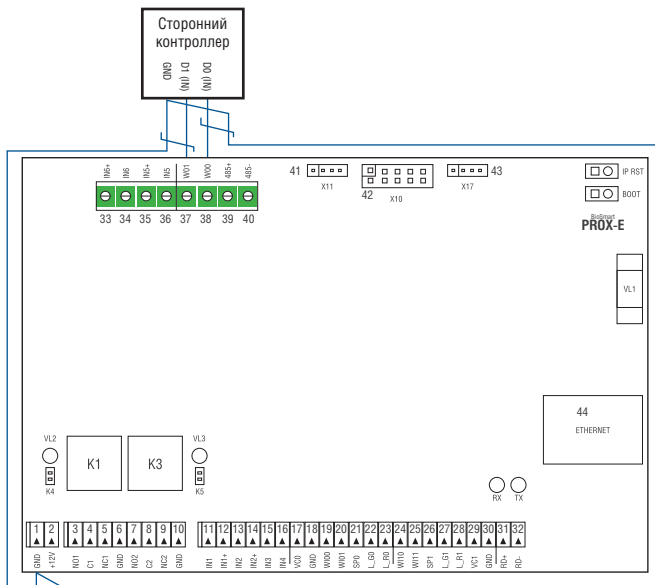 Сторонний
контроллер
GND
D1 (IN)
D0 (IN)
IN6+ IN6 IN5+ IN5 W01 W00 485+ 485-
33 34 35 36 37 38 39 40
41 X11
42 X10
X17 43
IP RST
BOOT
BioSmart
PROX-E
VL1
44
ETHERNET
VL2
K4
K1
K3
VL3
K5
RX TX
1 2 3 4 5 6 7 8 9 10 11 12 13 14 15 16 17 18 19 20 21 22 23 24 25 26 27 28 29 30 31 32
GND +12V NO1 C1 NC1 GND NO2 C2 NC2 GND IN1 IN1+ IN2 IN2+ IN3 IN4 VC0 GND WI00 WI01 SP0 L_G0 L_R0 WI10 WI11 SP1 L_G1 L_R1 VC1 GND RD+ RD-